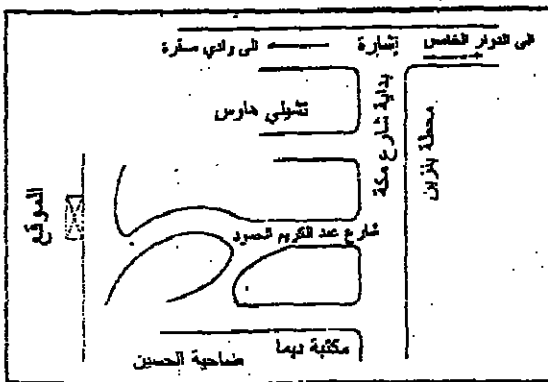 الى الدوار الخامس
إشارة
الى وادي صقرة
بداية شارع مكة
محطة بنزين
تشيلي هاوس
الموقع
شارع عبد الكريم الحمود
مكتبة ديما
ضاحية الحسين